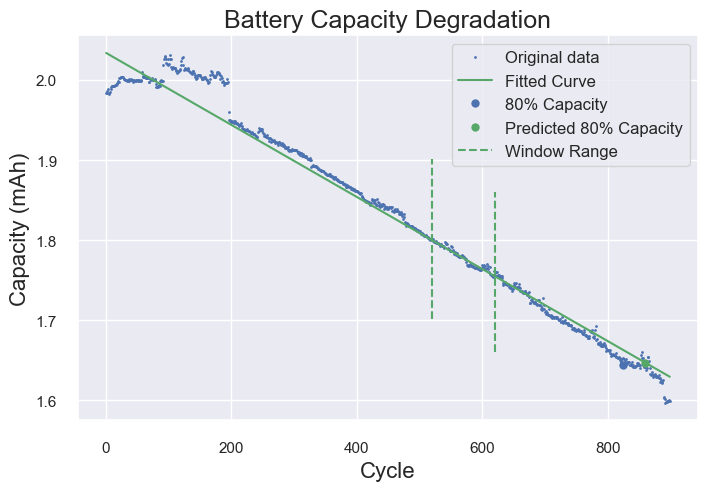 Battery Capacity Degradation
Original data
Fitted Curve
80% Capacity
Predicted 80% Capacity
Window Range
Capacity (mAh)
2.0
1.9
1.8
1.7
1.6
0 200 400 600 800
Cycle